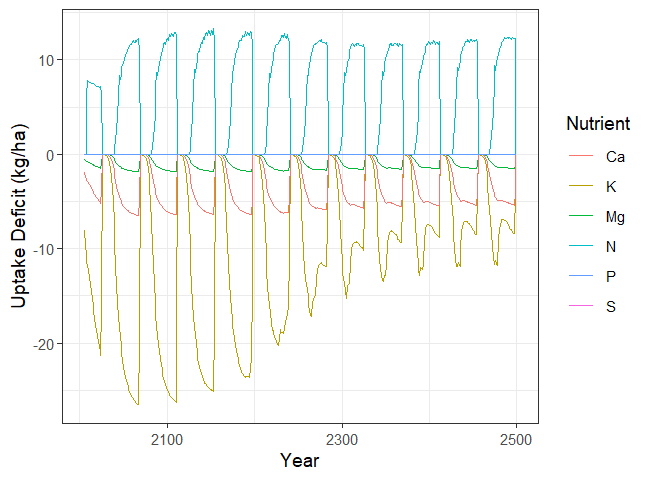 10
0
-10
-20
Uptake Deficit (kg/ha)
2100
2300
2500
Year
Nutrient
Ca
K
Mg
N
P
S